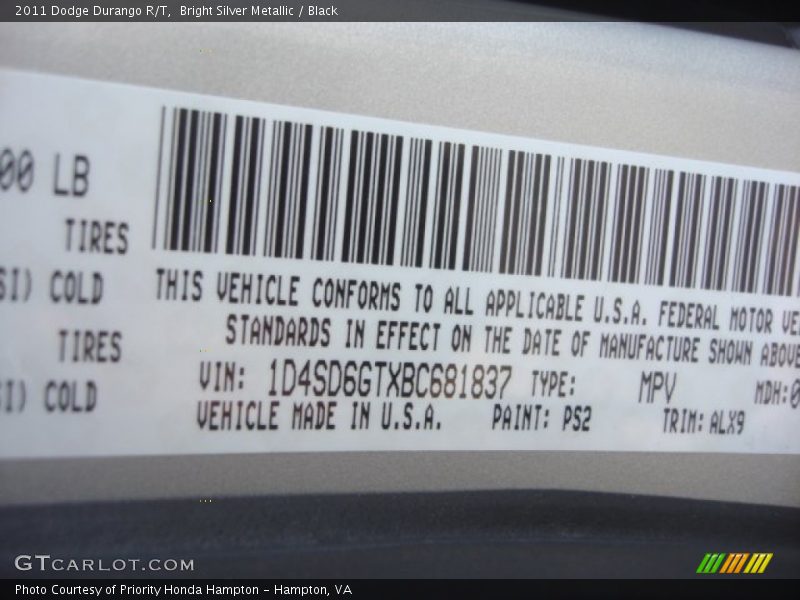 2011 Dodge Durango R/T, Bright Silver Metallic / Black
00 LB
TIRES
SI) COLD
TIRES
SI) COLD
THIS VEHICLE CONFORMS TO ALL APPLICABLE U.S.A. FEDERAL MOTOR VE
STANDARDS IN EFFECT ON THE DATE OF MANUFACTURE SHOWN ABOVE
VIN: 1D4SD6GTXBC681837 TYPE: MPV MDH:0
VEHICLE MADE IN U.S.A. PAINT: PS2 TRIM: ALX9
GTCARLOT.COM
Photo Courtesy of Priority Honda Hampton - Hampton, VA